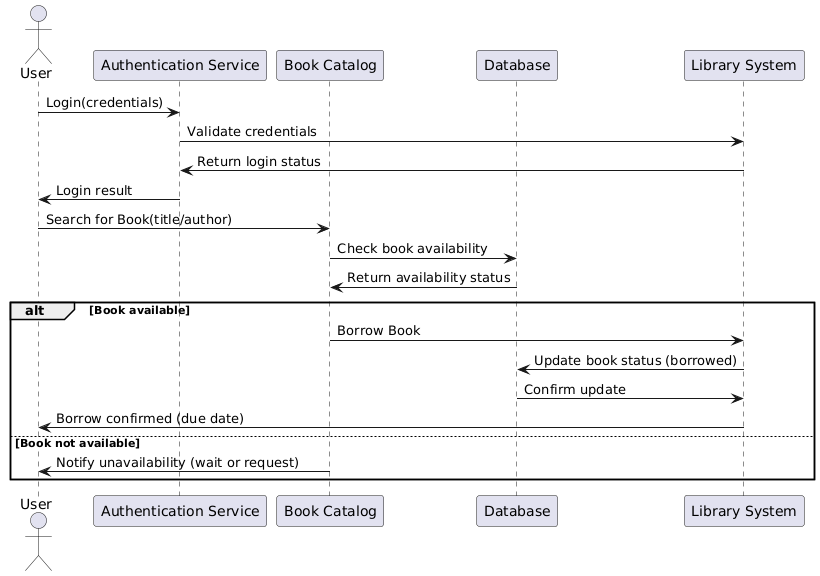 User
Authentication Service
Book Catalog
Database
Library System
Login(credentials)
Validate credentials
Return login status
Login result
Search for Book(title/author)
Check book availability
Return availability status
alt
[Book available]
Borrow Book
Update book status (borrowed)
Confirm update
Borrow confirmed (due date)
[Book not available]
Notify unavailability (wait or request)
User
Authentication Service
Book Catalog
Database
Library System